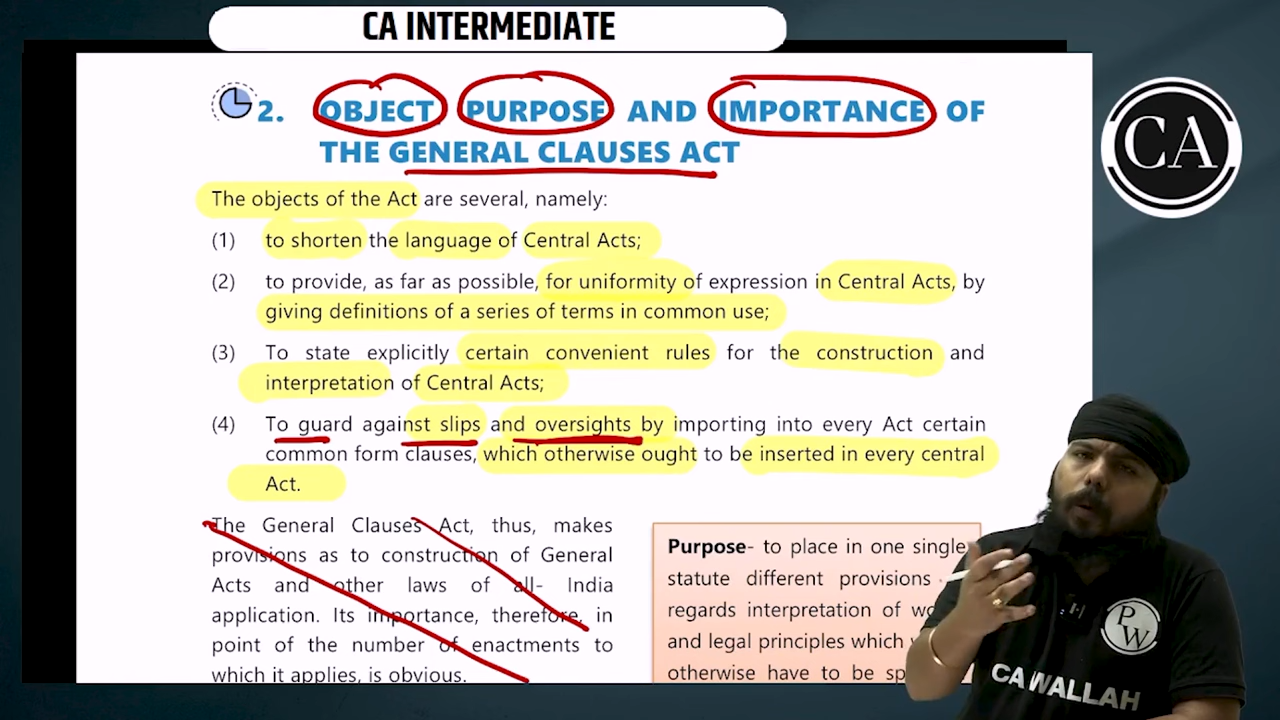 CA INTERMEDIATE
2. OBJECT PURPOSE AND IMPORTANCE OF
THE GENERAL CLAUSES ACT
CA
The objects of the Act are several, namely:
(1) to shorten the language of Central Acts;
(2) to provide, as far as possible, for uniformity of expression in Central Acts, by
giving definitions of a series of terms in common use;
(3) To state explicitly certain convenient rules for the construction and
interpretation of Central Acts;
(4) To guard against slips and oversights by importing into every Act certain
common form clauses, which otherwise ought to be inserted in every central
Act.
The General Clauses Act, thus, makes
provisions as to construction of General
Acts and other laws of all- India
application. Its importance, therefore, in
point of the number of enactments to
which it applies, is obvious.
Purpose- to place in one single
statute different provisions
regards interpretation of
and legal principles which
otherwise have to be
PW
CA WALLAH